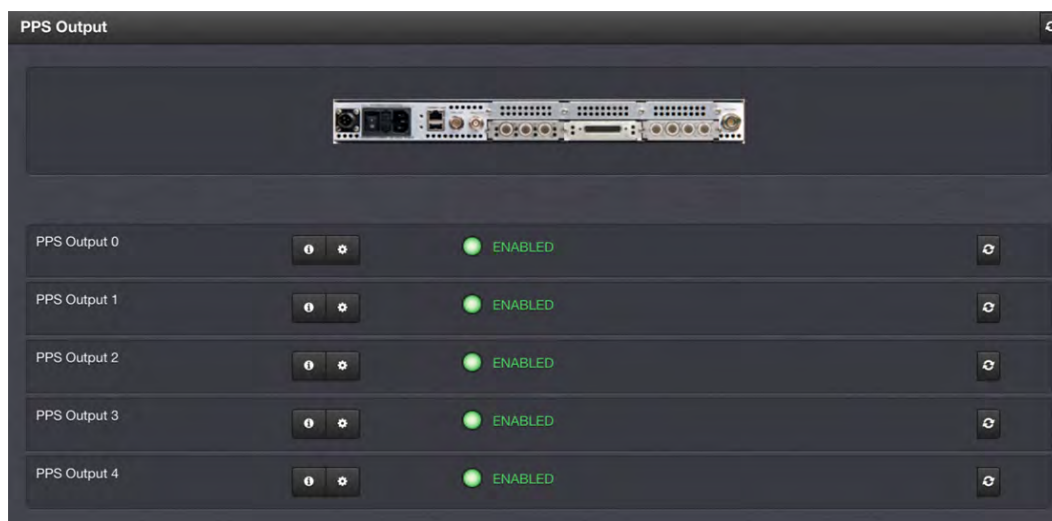 PPS Output
PPS Output 0
ENABLED
PPS Output 1
ENABLED
PPS Output 2
ENABLED
PPS Output 3
ENABLED
PPS Output 4
ENABLED